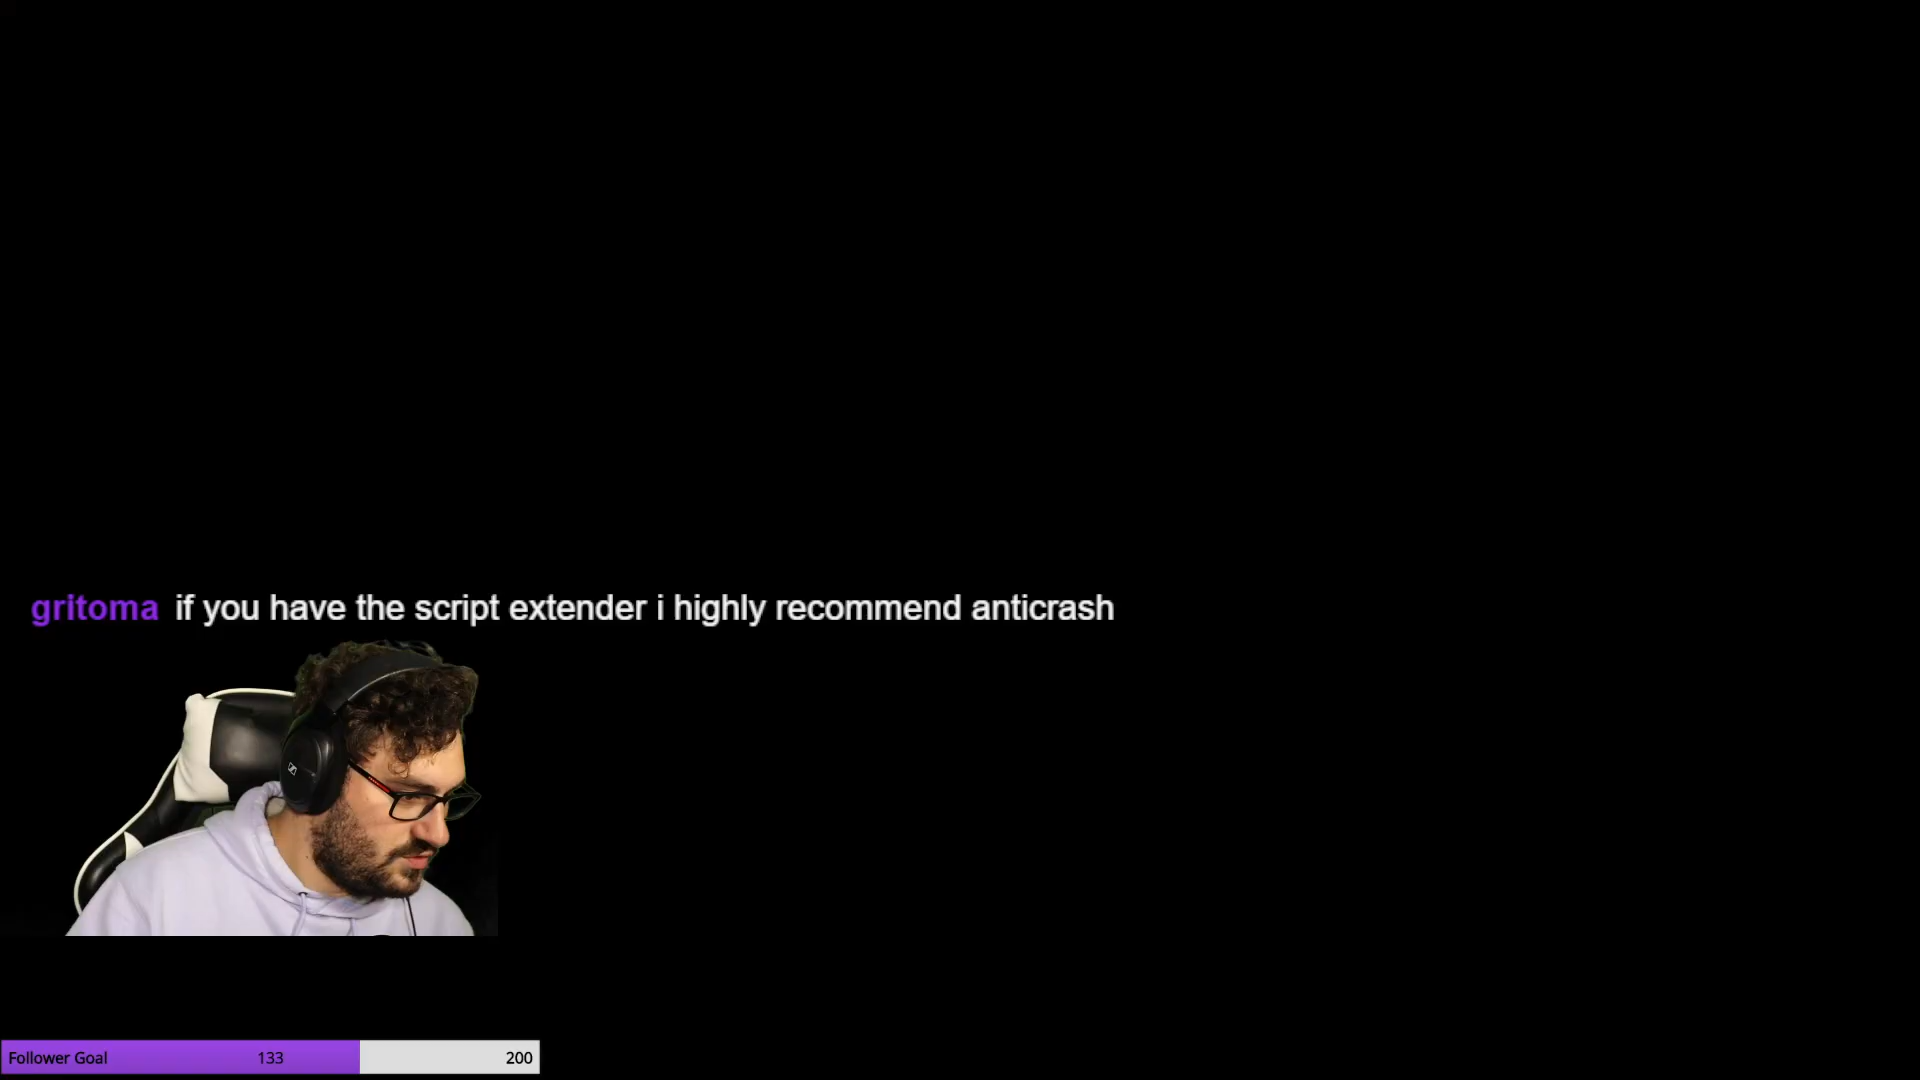 gritoma if you have the script extender i highly recommend anticrash
Follower Goal 133 200